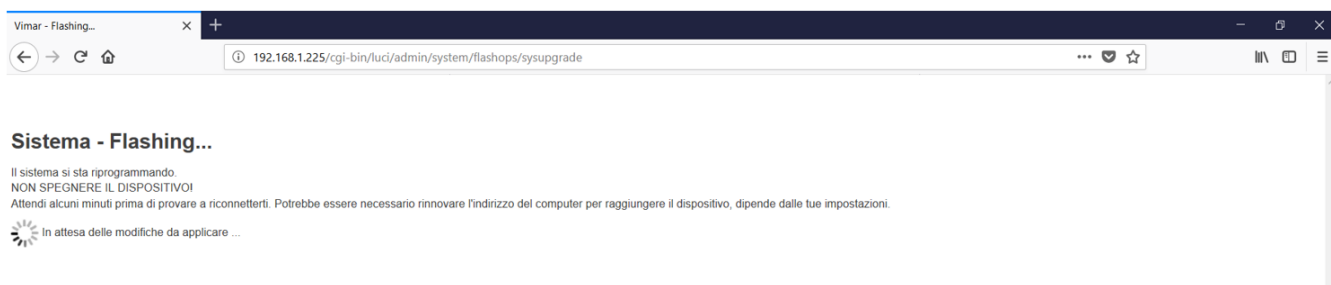 Vimar - Flashing...
192.168.1.225/cgi-bin/luci/admin/system/flashops/sysupgrade
Sistema - Flashing...
Il sistema si sta riprogrammando.
NON SPEGNERE IL DISPOSITIVO!
Attendi alcuni minuti prima di provare a riconnetterti. Potrebbe essere necessario rinnovare l'indirizzo del computer per raggiungere il dispositivo, dipende dalle tue impostazioni.
In attesa delle modifiche da applicare ...